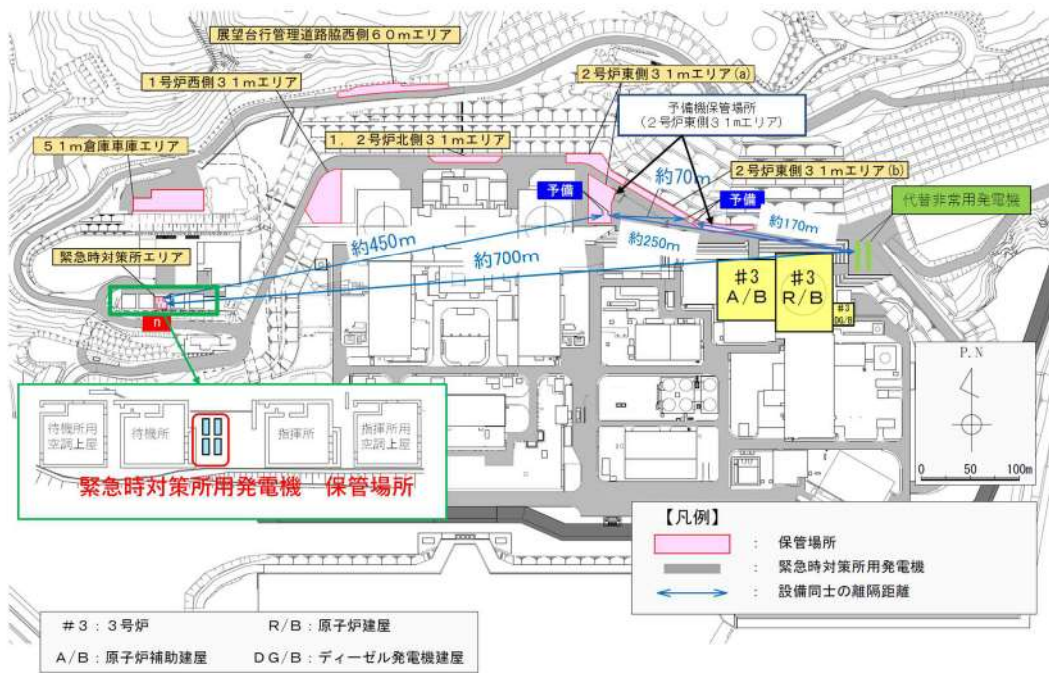 展望台行管理道路脇西側60mエリア
1号炉西側31mエリア
2号炉東側31mエリア(a)
予備機保管場所
(2号炉東側31mエリア)
51m倉庫車庫エリア
1，2号炉北側31mエリア
2号炉東側31mエリア(b)
約70m
予備
予備
代替非常用発電機
約170m
約450m
約250m
緊急時対策所エリア
約700m
#3
A/B
#3
R/B
#3
DG/B
n
P.N
待機所用
空調上屋
待機所
指揮所
指揮所用
空調上屋
緊急時対策所用発電機　保管場所
0 50 100m
【凡例】
： 保管場所
： 緊急時対策所用発電機
： 設備同士の離隔距離
#3：3号炉
R/B：原子炉建屋
A/B：原子炉補助建屋
DG/B：ディーゼル発電機建屋